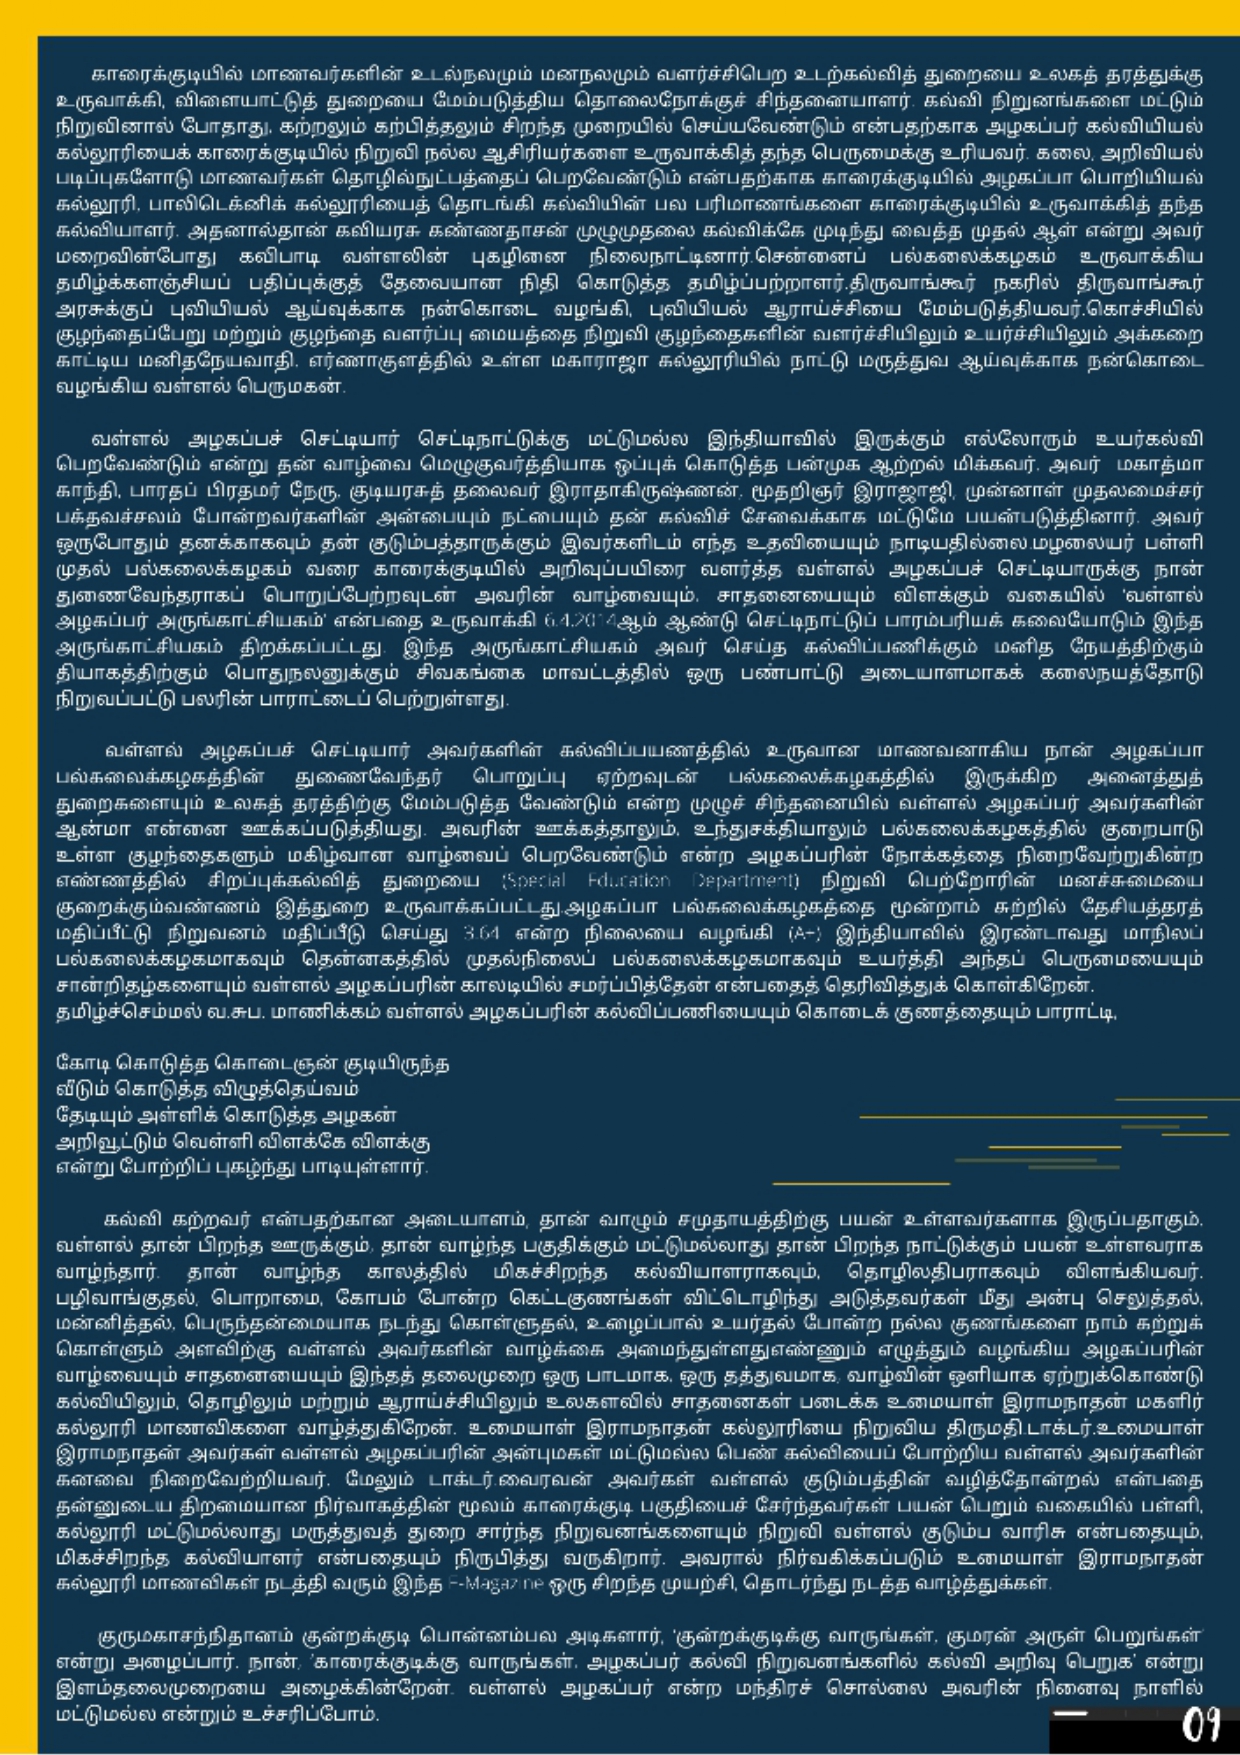 காரைக்குடியில் மாணவர்களின் உடல்நலமும் மனநலமும் வளர்ச்சிபெற உடற்கல்வித் துறையை உலகத் தரத்துக்கு
உருவாக்கி, விளையாட்டுத் துறையை மேம்படுத்திய தொலைநோக்குச் சிந்தனையாளர். கல்வி நிறுனங்களை மட்டும்
நிறுவினால் போதாது, கற்றலும் கற்பித்தலும் சிறந்த முறையில் செய்யவேண்டும் என்பதற்காக அழகப்பர் கல்வியியல்
கல்லூரியைக் காரைக்குடியில் நிறுவி நல்ல ஆசிரியர்களை உருவாக்கித் தந்த பெருமைக்கு உரியவர். கலை, அறிவியல்
படிப்புகளோடு மாணவர்கள் தொழில்நுட்பத்தைப் பெறவேண்டும் என்பதற்காக காரைக்குடியில் அழகப்பா பொறியியல்
கல்லூரி, பாலிடெக்னிக் கல்லூரியைத் தொடங்கி கல்வியின் பல பரிமாணங்களை காரைக்குடியில் உருவாக்கித் தந்த
கல்வியாளர். அதனால்தான் கவியரசு கண்ணதாசன் முழுமுதலை கல்விக்கே முடிந்து வைத்த முதல் ஆள் என்று அவர்
மறைவின்போது கவிபாடி வள்ளலின் புகழினை நிலைநாட்டினார்.சென்னைப் பல்கலைக்கழகம் உருவாக்கிய
தமிழ்க்களஞ்சியப் பதிப்புக்குத் தேவையான நிதி கொடுத்த தமிழ்ப்பற்றாளர்.திருவாங்கூர் நகரில் திருவாங்கூர்
அரசுக்குப் புவியியல் ஆய்வுக்காக நன்கொடை வழங்கி, புவியியல் ஆராய்ச்சியை மேம்படுத்தியவர்.கொச்சியில்
குழந்தைப்பேறு மற்றும் குழந்தை வளர்ப்பு மையத்தை நிறுவி குழந்தைகளின் வளர்ச்சியிலும் உயர்ச்சியிலும் அக்கறை
காட்டிய மனிதநேயவாதி. எர்ணாகுளத்தில் உள்ள மகாராஜா கல்லூரியில் நாட்டு மருத்துவ ஆய்வுக்காக நன்கொடை
வழங்கிய வள்ளல் பெருமகன்.
வள்ளல் அழகப்பச் செட்டியார் செட்டிநாட்டுக்கு மட்டுமல்ல இந்தியாவில் இருக்கும் எல்லோரும் உயர்கல்வி
பெறவேண்டும் என்று தன் வாழ்வை மெழுகுவர்த்தியாக ஒப்புக் கொடுத்த பன்முக ஆற்றல் மிக்கவர். அவர் மகாத்மா
காந்தி, பாரதப் பிரதமர் நேரு, குடியரசுத் தலைவர் இராதாகிருஷ்ணன், மூதறிஞர் இராஜாஜி, முன்னாள் முதலமைச்சர்
பக்தவச்சலம் போன்றவர்களின் அன்பையும் நட்பையும் தன் கல்விச் சேவைக்காக மட்டுமே பயன்படுத்தினார். அவர்
ஒருபோதும் தனக்காகவும் தன் குடும்பத்தாருக்கும் இவர்களிடம் எந்த உதவியையும் நாடியதில்லை.மழலையர் பள்ளி
முதல் பல்கலைக்கழகம் வரை காரைக்குடியில் அறிவுப்பயிரை வளர்த்த வள்ளல் அழகப்பச் செட்டியாருக்கு நான்
துணைவேந்தராகப் பொறுப்பேற்றவுடன் அவரின் வாழ்வையும், சாதனையையும் விளக்கும் வகையில் 'வள்ளல்
அழகப்பர் அருங்காட்சியகம்' என்பதை உருவாக்கி 6.4.2014ஆம் ஆண்டு செட்டிநாட்டுப் பாரம்பரியக் கலையோடும் இந்த
அருங்காட்சியகம் திறக்கப்பட்டது. இந்த அருங்காட்சியகம் அவர் செய்த கல்விப்பணிக்கும் மனித நேயத்திற்கும்
தியாகத்திற்கும் பொதுநலனுக்கும் சிவகங்கை மாவட்டத்தில் ஒரு பண்பாட்டு அடையாளமாகக் கலைநயத்தோடு
நிறுவப்பட்டு பலரின் பாராட்டைப் பெற்றுள்ளது.
வள்ளல் அழகப்பச் செட்டியார் அவர்களின் கல்விப்பயணத்தில் உருவான மாணவனாகிய நான் அழகப்பா
பல்கலைக்கழகத்தின் துணைவேந்தர் பொறுப்பு ஏற்றவுடன் பல்கலைக்கழகத்தில் இருக்கிற அனைத்துத்
துறைகளையும் உலகத் தரத்திற்கு மேம்படுத்த வேண்டும் என்ற முழுச் சிந்தனையில் வள்ளல் அழகப்பர் அவர்களின்
ஆன்மா என்னை ஊக்கப்படுத்தியது. அவரின் ஊக்கத்தாலும், உந்துசக்தியாலும் பல்கலைக்கழகத்தில் குறைபாடு
உள்ள குழந்தைகளும் மகிழ்வான வாழ்வைப் பெறவேண்டும் என்ற அழகப்பரின் நோக்கத்தை நிறைவேற்றுகின்ற
எண்ணத்தில் சிறப்புக்கல்வித் துறையை (Special Education Department) நிறுவி பெற்றோரின் மனச்சுமையை
குறைக்கும்வண்ணம் இத்துறை உருவாக்கப்பட்டது.அழகப்பா பல்கலைக்கழகத்தை மூன்றாம் சுற்றில் தேசியத்தரத்
மதிப்பீட்டு நிறுவனம் மதிப்பீடு செய்து 3.64 என்ற நிலையை வழங்கி (A+) இந்தியாவில் இரண்டாவது மாநிலப்
பல்கலைக்கழகமாகவும் தென்னகத்தில் முதல்நிலைப் பல்கலைக்கழகமாகவும் உயர்த்தி அந்தப் பெருமையையும்
சான்றிதழ்களையும் வள்ளல் அழகப்பரின் காலடியில் சமர்ப்பித்தேன் என்பதைத் தெரிவித்துக் கொள்கிறேன்.
தமிழ்ச்செம்மல் வ.சுப. மாணிக்கம் வள்ளல் அழகப்பரின் கல்விப்பணியையும் கொடைக் குணத்தையும் பாராட்டி,
கோடி கொடுத்த கொடைஞன் குடியிருந்த
வீடும் கொடுத்த விழுத்தெய்வம்
தேடியும் அள்ளிக் கொடுத்த அழகன்
அறிவூட்டும் வெள்ளி விளக்கே விளக்கு
என்று போற்றிப் புகழ்ந்து பாடியுள்ளார்.
கல்வி கற்றவர் என்பதற்கான அடையாளம், தான் வாழும் சமுதாயத்திற்கு பயன் உள்ளவர்களாக இருப்பதாகும்.
வள்ளல் தான் பிறந்த ஊருக்கும், தான் வாழ்ந்த பகுதிக்கும் மட்டுமல்லாது தான் பிறந்த நாட்டுக்கும் பயன் உள்ளவராக
வாழ்ந்தார். தான் வாழ்ந்த காலத்தில் மிகச்சிறந்த கல்வியாளராகவும், தொழிலதிபராகவும் விளங்கியவர்.
பழிவாங்குதல், பொறாமை, கோபம் போன்ற கெட்டகுணங்கள் விட்டொழிந்து அடுத்தவர்கள் மீது அன்பு செலுத்தல்,
மன்னித்தல், பெருந்தன்மையாக நடந்து கொள்ளுதல், உழைப்பால் உயர்தல் போன்ற நல்ல குணங்களை நாம் கற்றுக்
கொள்ளும் அளவிற்கு வள்ளல் அவர்களின் வாழ்க்கை அமைந்துள்ளதுஎண்ணும் எழுத்தும் வழங்கிய அழகப்பரின்
வாழ்வையும் சாதனையையும் இந்தத் தலைமுறை ஒரு பாடமாக, ஒரு தத்துவமாக, வாழ்வின் ஒளியாக ஏற்றுக்கொண்டு
கல்வியிலும், தொழிலும் மற்றும் ஆராய்ச்சியிலும் உலகளவில் சாதனைகள் படைக்க உமையாள் இராமநாதன் மகளிர்
கல்லூரி மாணவிகளை வாழ்த்துகிறேன். உமையாள் இராமநாதன் கல்லூரியை நிறுவிய திருமதி.டாக்டர்.உமையாள்
இராமநாதன் அவர்கள் வள்ளல் அழகப்பரின் அன்புமகள் மட்டுமல்ல பெண் கல்வியைப் போற்றிய வள்ளல் அவர்களின்
கனவை நிறைவேற்றியவர். மேலும் டாக்டர்.வைரவன் அவர்கள் வள்ளல் குடும்பத்தின் வழித்தோன்றல் என்பதை
தன்னுடைய திறமையான நிர்வாகத்தின் மூலம் காரைக்குடி பகுதியைச் சேர்ந்தவர்கள் பயன் பெறும் வகையில் பள்ளி,
கல்லூரி மட்டுமல்லாது மருத்துவத் துறை சார்ந்த நிறுவனங்களையும் நிறுவி வள்ளல் குடும்ப வாரிசு என்பதையும்,
மிகச்சிறந்த கல்வியாளர் என்பதையும் நிருபித்து வருகிறார். அவரால் நிர்வகிக்கப்படும் உமையாள் இராமநாதன்
கல்லூரி மாணவிகள் நடத்தி வரும் இந்த E-Magazine ஒரு சிறந்த முயற்சி, தொடர்ந்து நடத்த வாழ்த்துக்கள்.
குருமகாசந்நிதானம் குன்றக்குடி பொன்னம்பல அடிகளார், 'குன்றக்குடிக்கு வாருங்கள், குமரன் அருள் பெறுங்கள்'
என்று அழைப்பார். நான், 'காரைக்குடிக்கு வாருங்கள், அழகப்பர் கல்வி நிறுவனங்களில் கல்வி அறிவு பெறுக' என்று
இளம்தலைமுறையை அழைக்கின்றேன். வள்ளல் அழகப்பர் என்ற மந்திரச் சொல்லை அவரின் நினைவு நாளில்
மட்டுமல்ல என்றும் உச்சரிப்போம்.
09